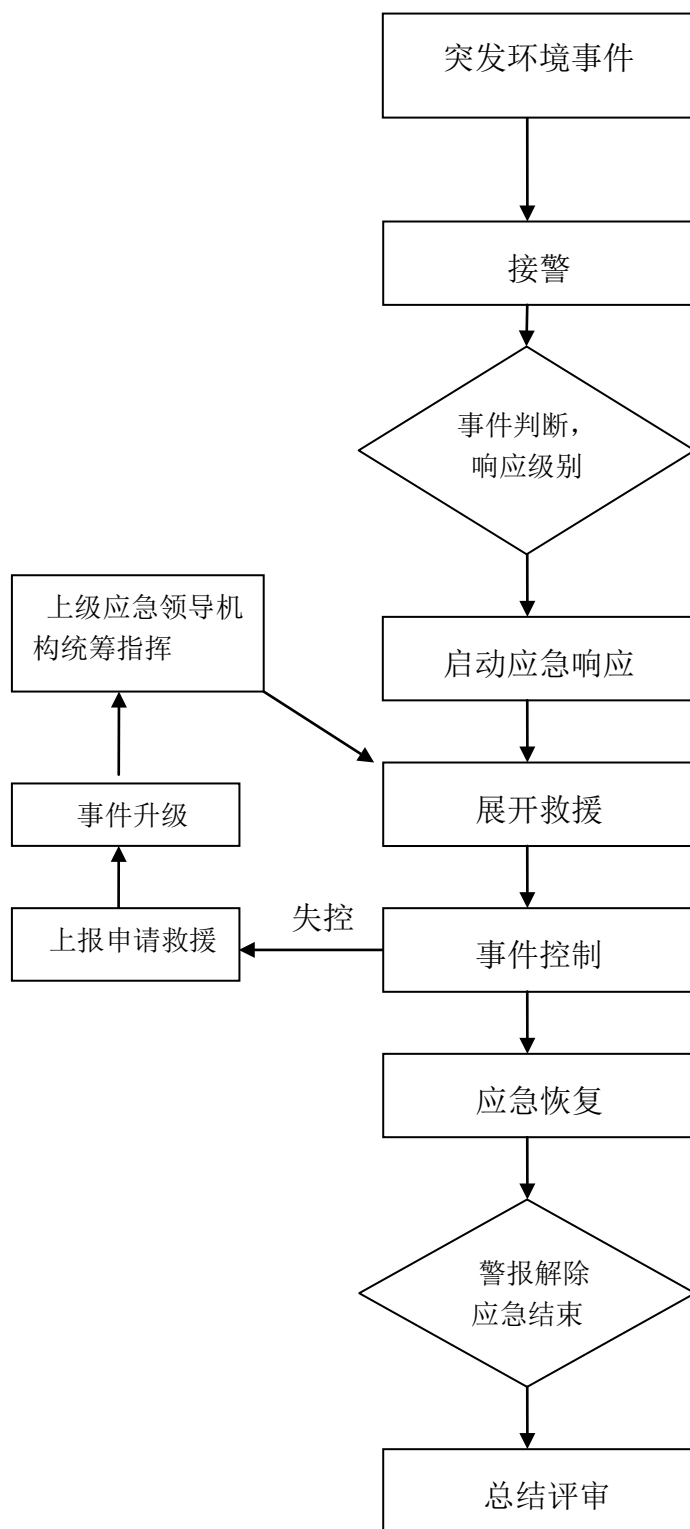 突发环境事件
接警
事件判断，
响应级别
上级应急领导机
构统筹指挥
启动应急响应
事件升级
展开救援
失控
上报申请救援
事件控制
应急恢复
警报解除
应急结束
总结评审